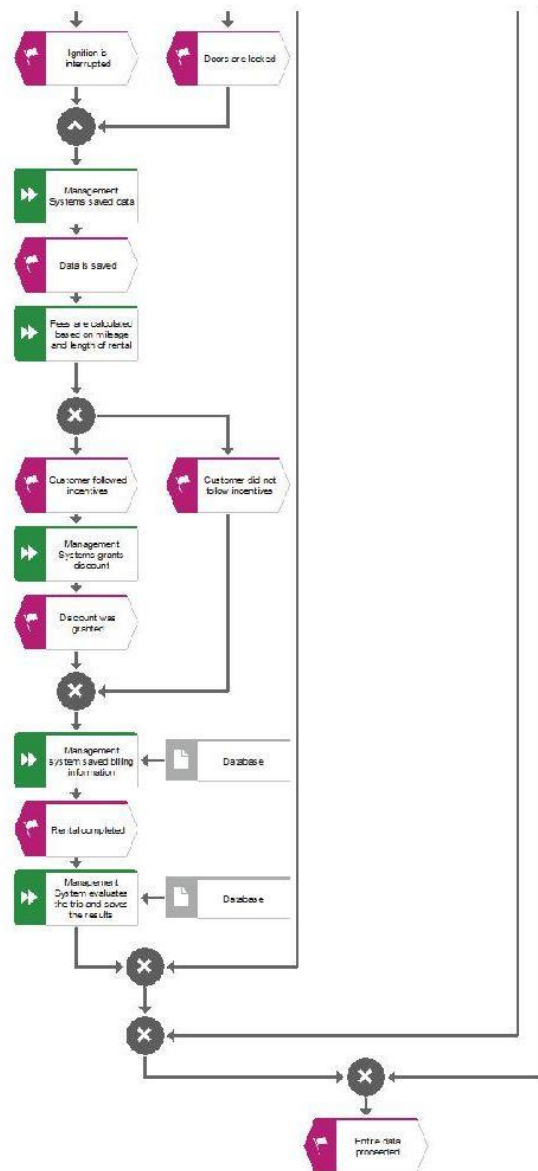 Ignition is
interrupted
Doors are locked
Management
Systems saved data
Data is saved
Fees are calculated
based on mileage
and length of rental
Customer followed
incentives
Customer did not
follow incentives
Management
Systems grants
discount
Discount was
granted
Management
system saved billing
information
Database
Rental completed
Management
System evaluates
the trip and saves
the results
Database
Entire data
proseeded